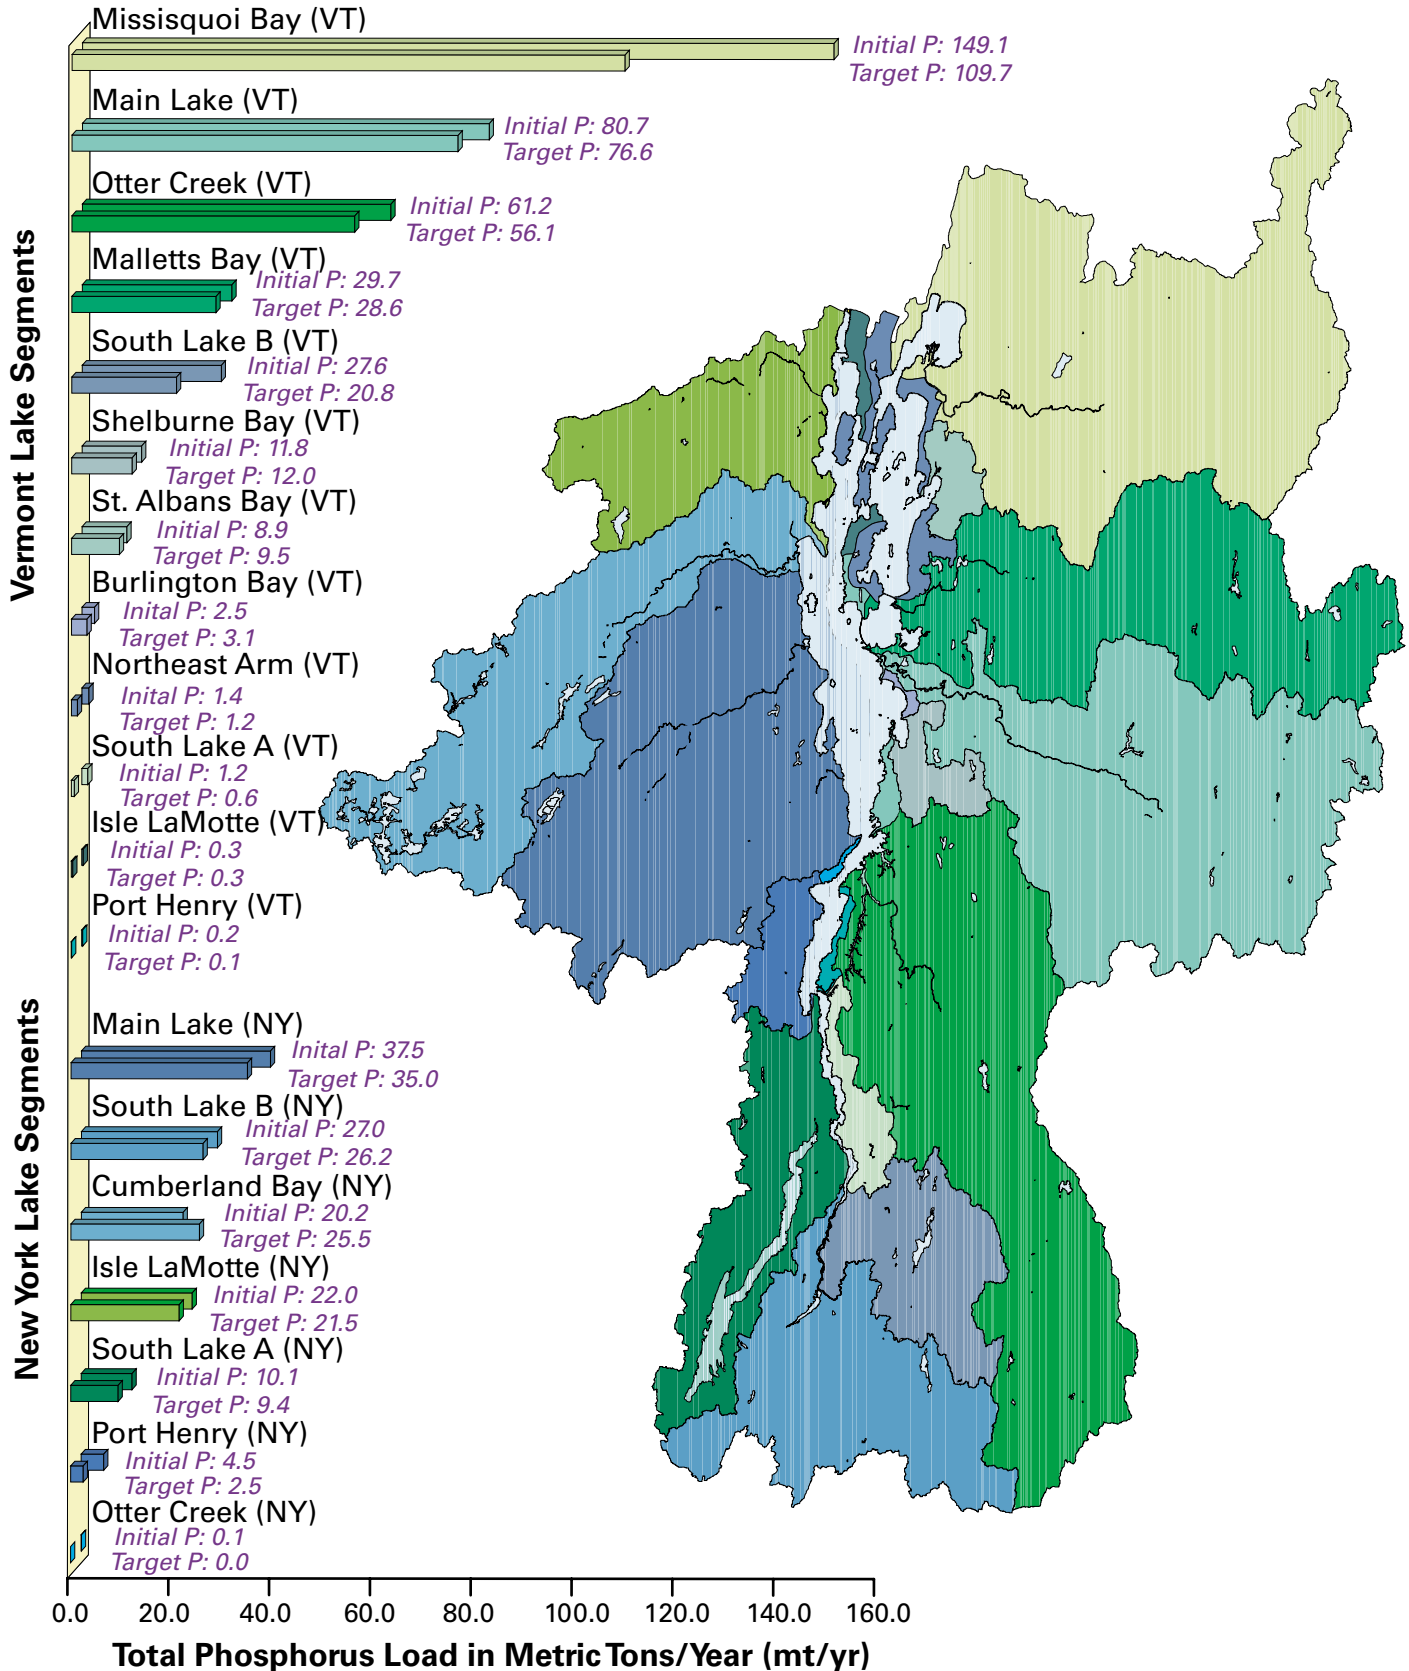 Missisquoi Bay (VT)
Initial P: 149.1
Target P: 109.7
Main Lake (VT)
Initial P: 80.7
Target P: 76.6
Otter Creek (VT)
Initial P: 61.2
Target P: 56.1
Malletts Bay (VT)
Initial P: 29.7
Target P: 28.6
South Lake B (VT)
Initial P: 27.6
Target P: 20.8
Shelburne Bay (VT)
Initial P: 11.8
Target P: 12.0
St. Albans Bay (VT)
Initial P: 8.9
Target P: 9.5
Burlington Bay (VT)
Inital P: 2.5
Target P: 3.1
Northeast Arm (VT)
Inital P: 1.4
Target P: 1.2
South Lake A (VT)
Initial P: 1.2
Target P: 0.6
Isle LaMotte (VT)
Initial P: 0.3
Target P: 0.3
Port Henry (VT)
Initial P: 0.2
Target P: 0.1
Vermont Lake Segments
Main Lake (NY)
Inital P: 37.5
Target P: 35.0
South Lake B (NY)
Initial P: 27.0
Target P: 26.2
Cumberland Bay (NY)
Initial P: 20.2
Target P: 25.5
Isle LaMotte (NY)
Initial P: 22.0
Target P: 21.5
South Lake A (NY)
Initial P: 10.1
Target P: 9.4
Port Henry (NY)
Initial P: 4.5
Target P: 2.5
Otter Creek (NY)
Initial P: 0.1
Target P: 0.0
New York Lake Segments
0.0 20.0 40.0 60.0 80.0 100.0 120.0 140.0 160.0
Total Phosphorus Load in Metric Tons/Year (mt/yr)